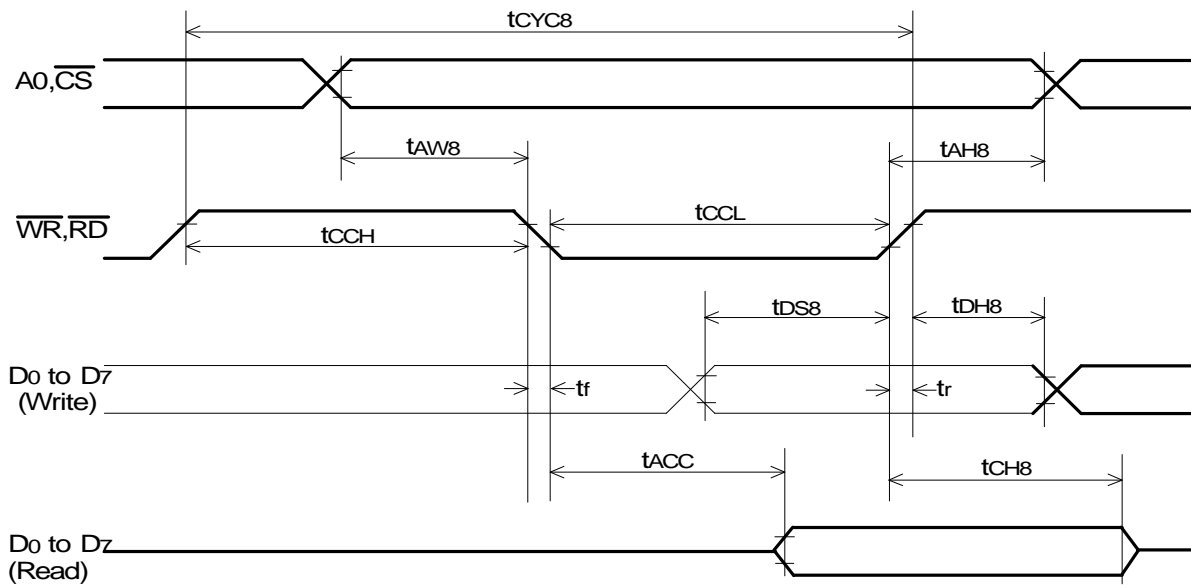 tCYC8
A0,CS
tAW8
tAH8
WR,RD
tCCL
tCCH
tDS8
tDH8
D0 to D7
(Write)
tf
tr
tACC
tCH8
D0 to D7
(Read)